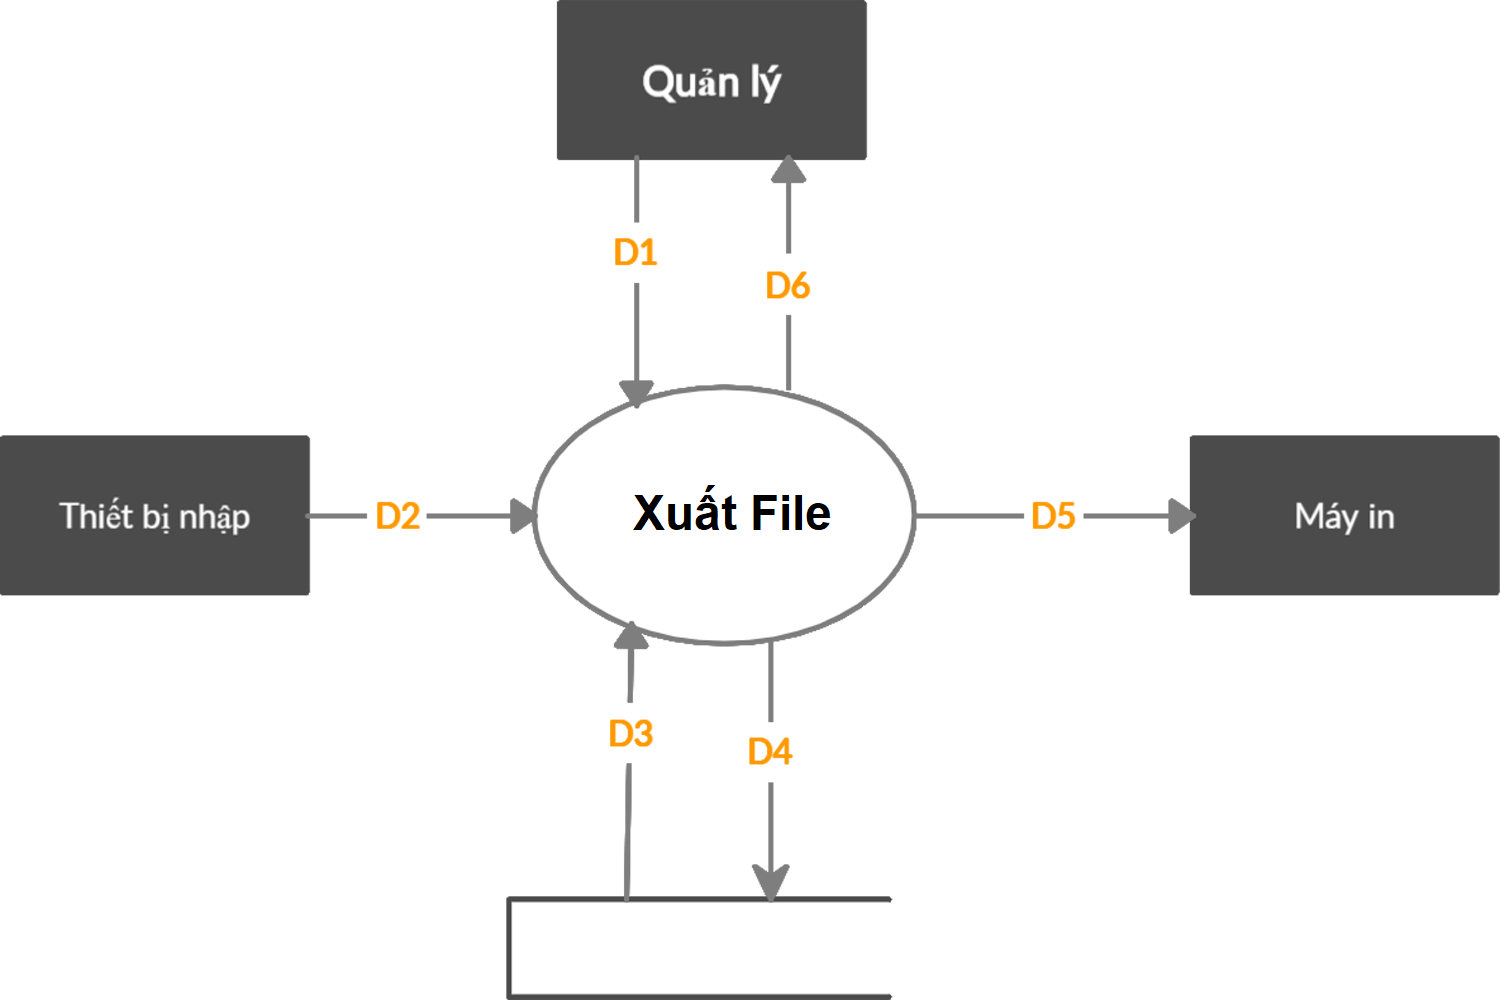 Quản lý
D1
D6
Thiết bị nhập
D2
Xuất File
D5
Máy in
D3
D4